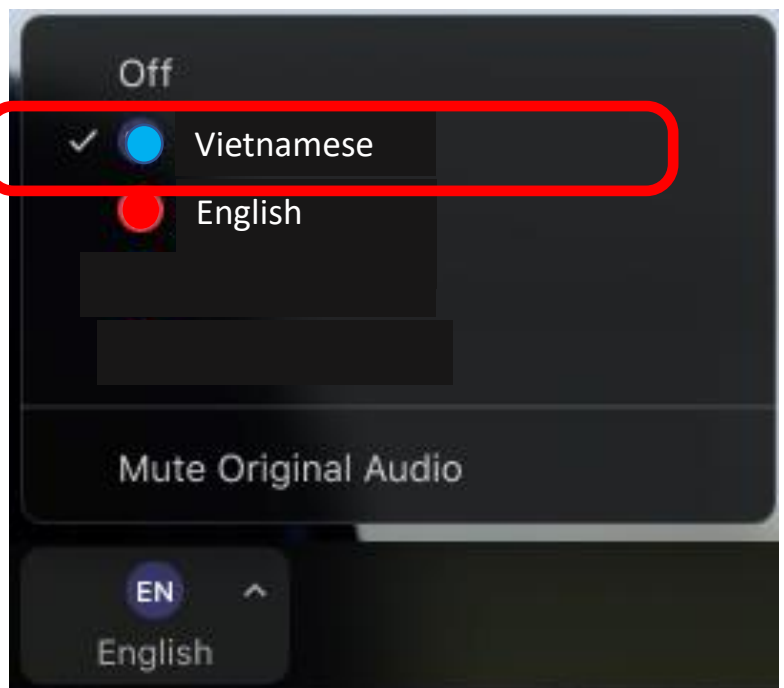 Off
Vietnamese
English
Mute Original Audio
EN
English